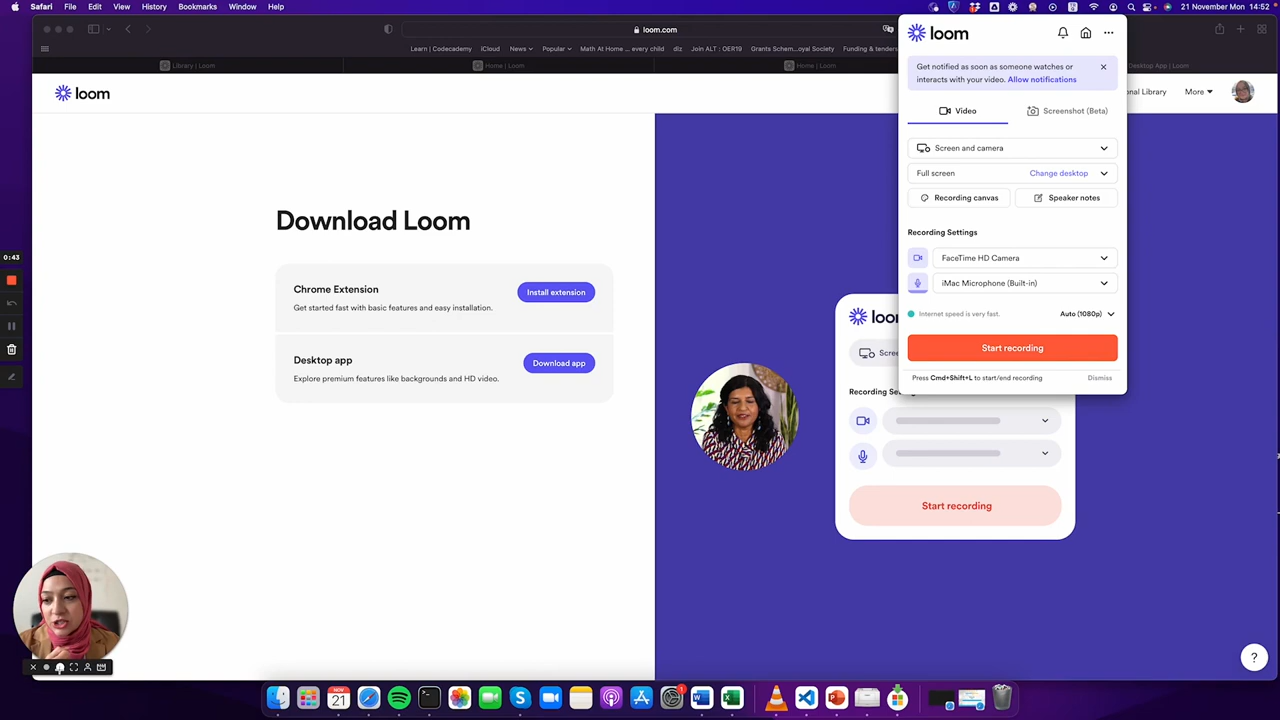 Safari File Edit View History Bookmarks Window Help
21 November Mon 14:52
loom.com
Learn | Codecademy iCloud News Popular Math At Home ... every child diz Join ALT : OER19 Grants Schem...oyal Society Funding & tenders
Library | Loom Home | Loom Home | Loom Desktop App | Loom
loom
onal Library More
Download Loom
Chrome Extension
Get started fast with basic features and easy installation.
Install extension
Desktop app
Explore premium features like backgrounds and HD video.
Download app
0:43
loom
Get notified as soon as someone watches or
interacts with your video. Allow notifications
Video Screenshot (Beta)
Screen and camera
Full screen Change desktop
Recording canvas Speaker notes
Recording Settings
FaceTime HD Camera
iMac Microphone (Built-in)
Internet speed is very fast. Auto (1080p)
Start recording
Press Cmd+Shift+L to start/end recording Dismiss
loo
Scree
Recording Se
Start recording
?
NOV
21
1